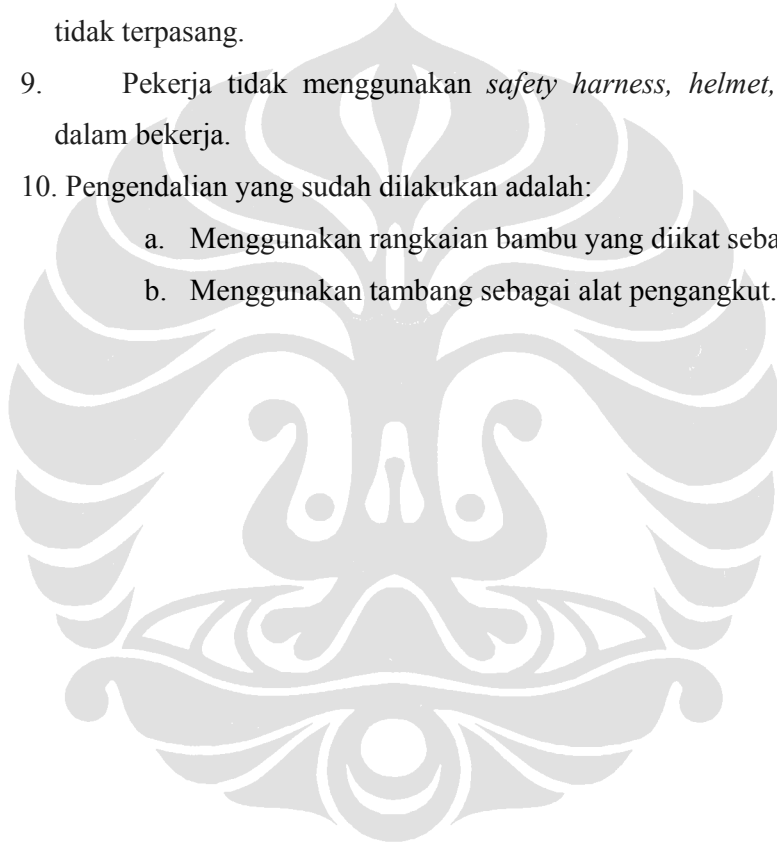 tidak terpasang.
9. Pekerja tidak menggunakan safety harness, helmet,
dalam bekerja.
10. Pengendalian yang sudah dilakukan adalah:
a. Menggunakan rangkaian bambu yang diikat
b. Menggunakan tambang sebagai alat pengangkut.